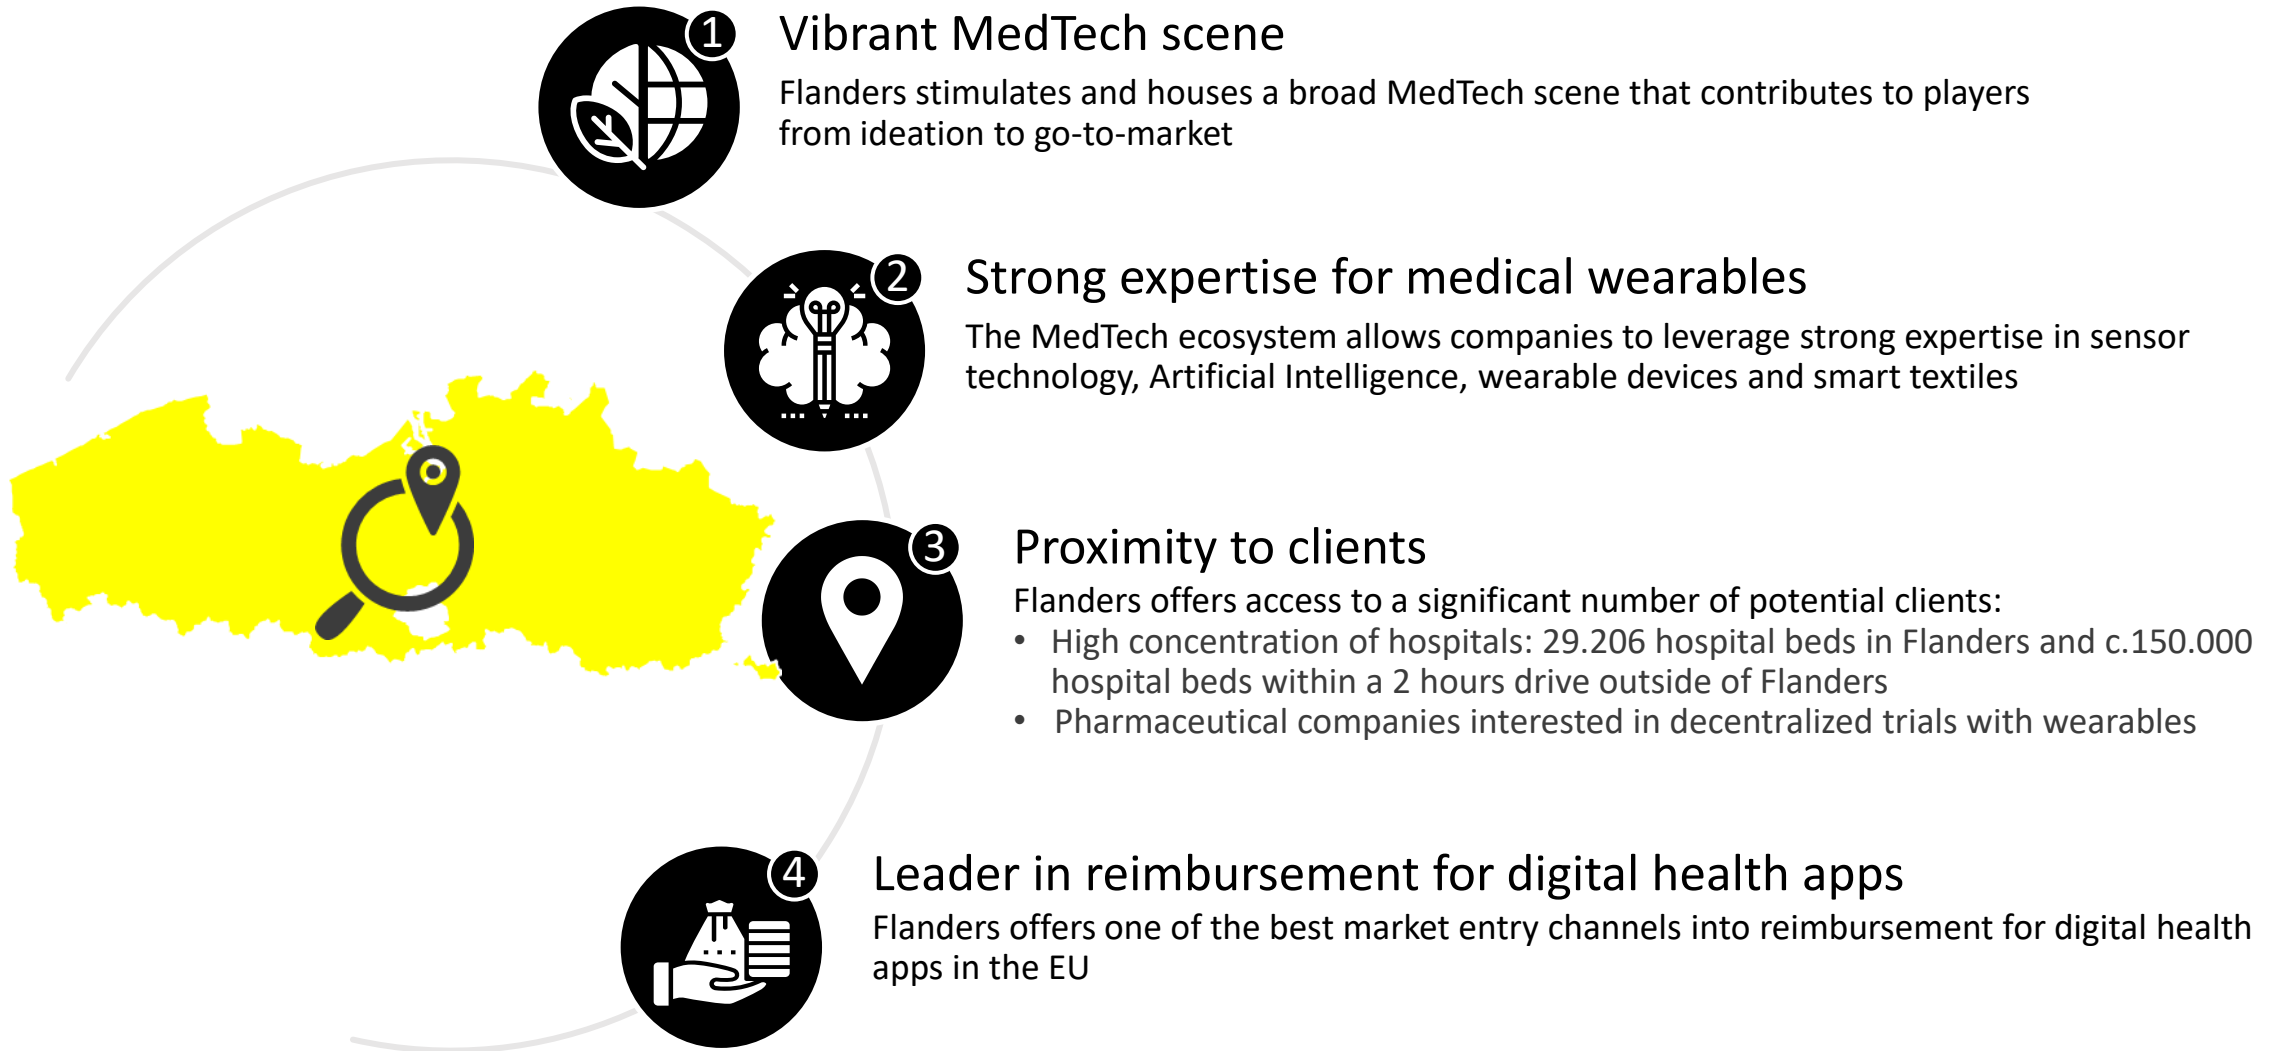 1
Vibrant MedTech scene
Flanders stimulates and houses a broad MedTech scene that contributes to players
from ideation to go-to-market
2
Strong expertise for medical wearables
The MedTech ecosystem allows companies to leverage strong expertise in sensor
technology, Artificial Intelligence, wearable devices and smart textiles
3
Proximity to clients
Flanders offers access to a significant number of potential clients:
• High concentration of hospitals: 29.206 hospital beds in Flanders and c.150.000
hospital beds within a 2 hours drive outside of Flanders
• Pharmaceutical companies interested in decentralized trials with wearables
4
Leader in reimbursement for digital health apps
Flanders offers one of the best market entry channels into reimbursement for digital health
apps in the EU